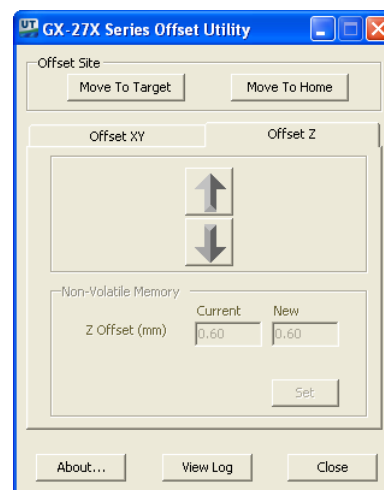 UT GX-27X Series Offset Utility
Offset Site
Move To Target Move To Home
Offset XY Offset Z
Non-Volatile Memory
Current New
Z Offset (mm) 0.60 0.60
Set
About... View Log Close